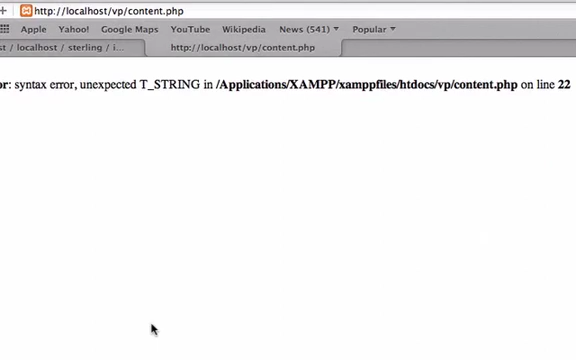 http://localhost/vp/content.php
Apple Yahoo! Google Maps YouTube Wikipedia News (541) Popular
st / localhost / sterling / i... http://localhost/vp/content.php
or: syntax error, unexpected T_STRING in /Applications/XAMPP/xamppfiles/htdocs/vp/content.php on line 22